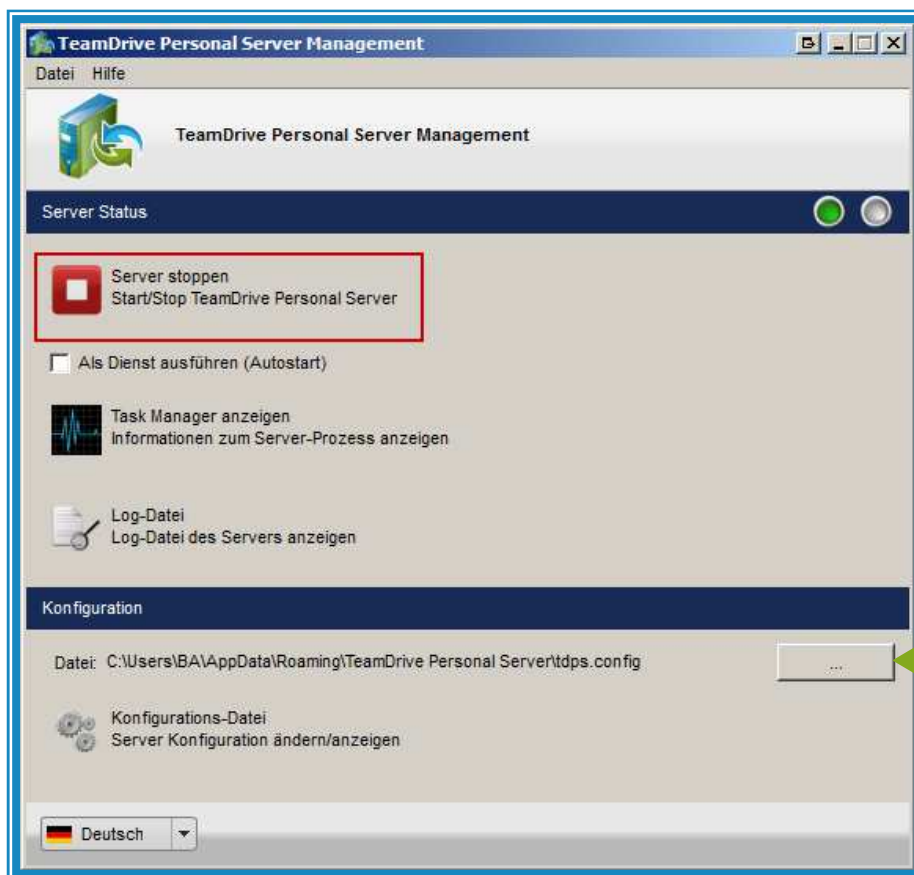 TeamDrive Personal Server Management
Datei Hilfe
TeamDrive Personal Server Management
Server Status
Server stoppen
Start/Stop TeamDrive Personal Server
Als Dienst ausführen (Autostart)
Task Manager anzeigen
Informationen zum Server-Prozess anzeigen
Log-Datei
Log-Datei des Servers anzeigen
Konfiguration
Datei: C:\Users\BA\AppData\Roaming\TeamDrive Personal Server\tdps.config ...
Konfigurations-Datei
Server Konfiguration ändern/anzeigen
Deutsch